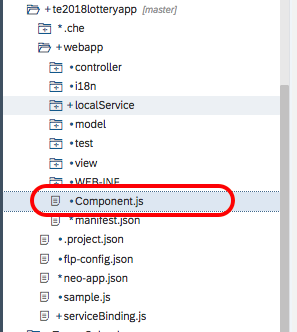 +te2018lotteryapp [master]
*.che
+webapp
•controller
•i18n
+localService
•model
•test
•view
•WEB-INF
•Component.js
*manifest.json
•.project.json
•flp-config.json
*neo-app.json
•sample.js
+serviceBinding.js